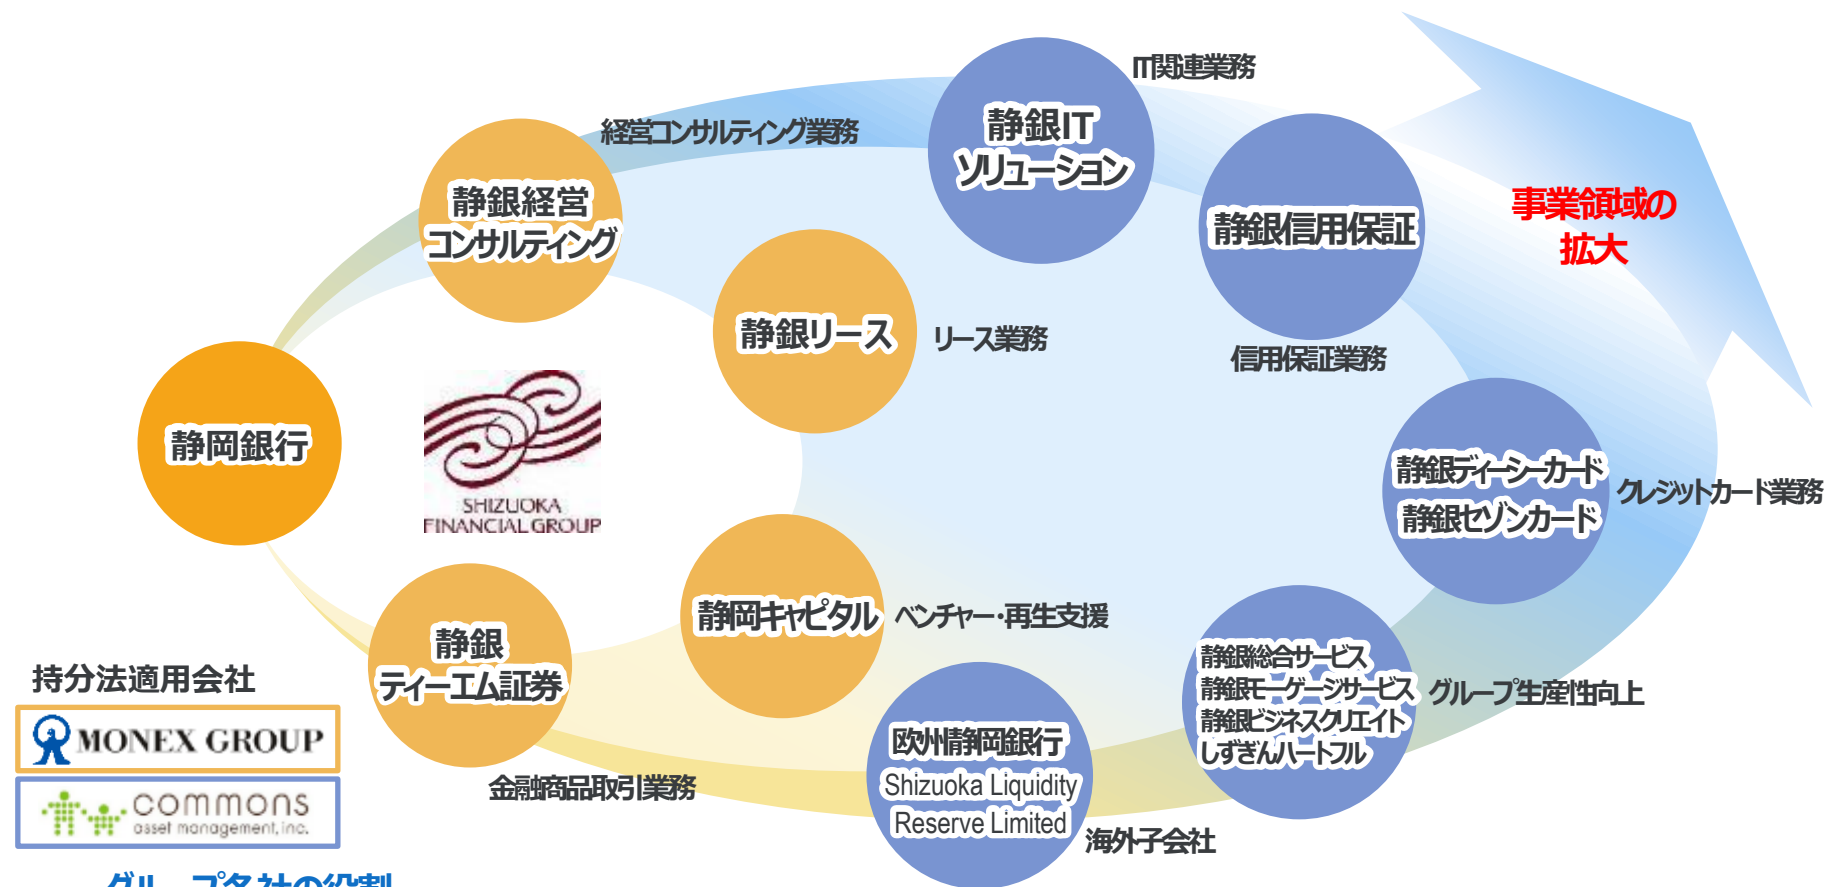 IT関連業務
静銀IT
ソリューション
経営コンサルティング業務
静銀経営
コンサルティング
静銀信用保証
信用保証業務
事業領域の
拡大
静銀リース
リース業務
静岡銀行
SHIZUOKA
FINANCIAL GROUP
静銀ディーシーカード
静銀セゾンカード
クレジットカード業務
静岡キャピタル
ベンチャー・再生支援
静銀
ティーエム証券
金融商品取引業務
静銀総合サービス
静銀モーゲージサービス
静銀ビジネスクリエイト
しずぎんハートフル
グループ生産性向上
欧州静岡銀行
Shizuoka Liquidity
Reserve Limited
海外子会社
持分法適用会社
MONEX GROUP
commons
asset management, inc.
グループ各社の役割